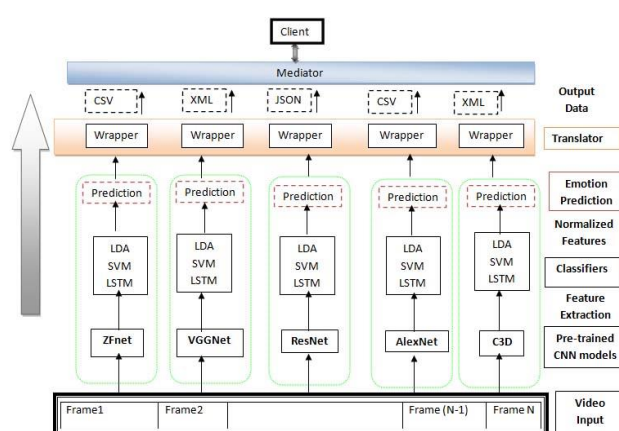 Client
Mediator
CSV XML JSON CSV XML
Output
Data
Wrapper Wrapper Wrapper Wrapper Wrapper
Translator
Prediction Prediction Prediction Prediction Prediction
Emotion
Prediction
Normalized
Features
LDA LDA LDA LDA LDA
SVM SVM SVM SVM SVM
LSTM LSTM LSTM LSTM LSTM
Classifiers
Feature
Extraction
ZFnet VGGNet ResNet AlexNet C3D
Pre-trained
CNN models
Frame1 Frame2 Frame (N-1) Frame N
Video
Input